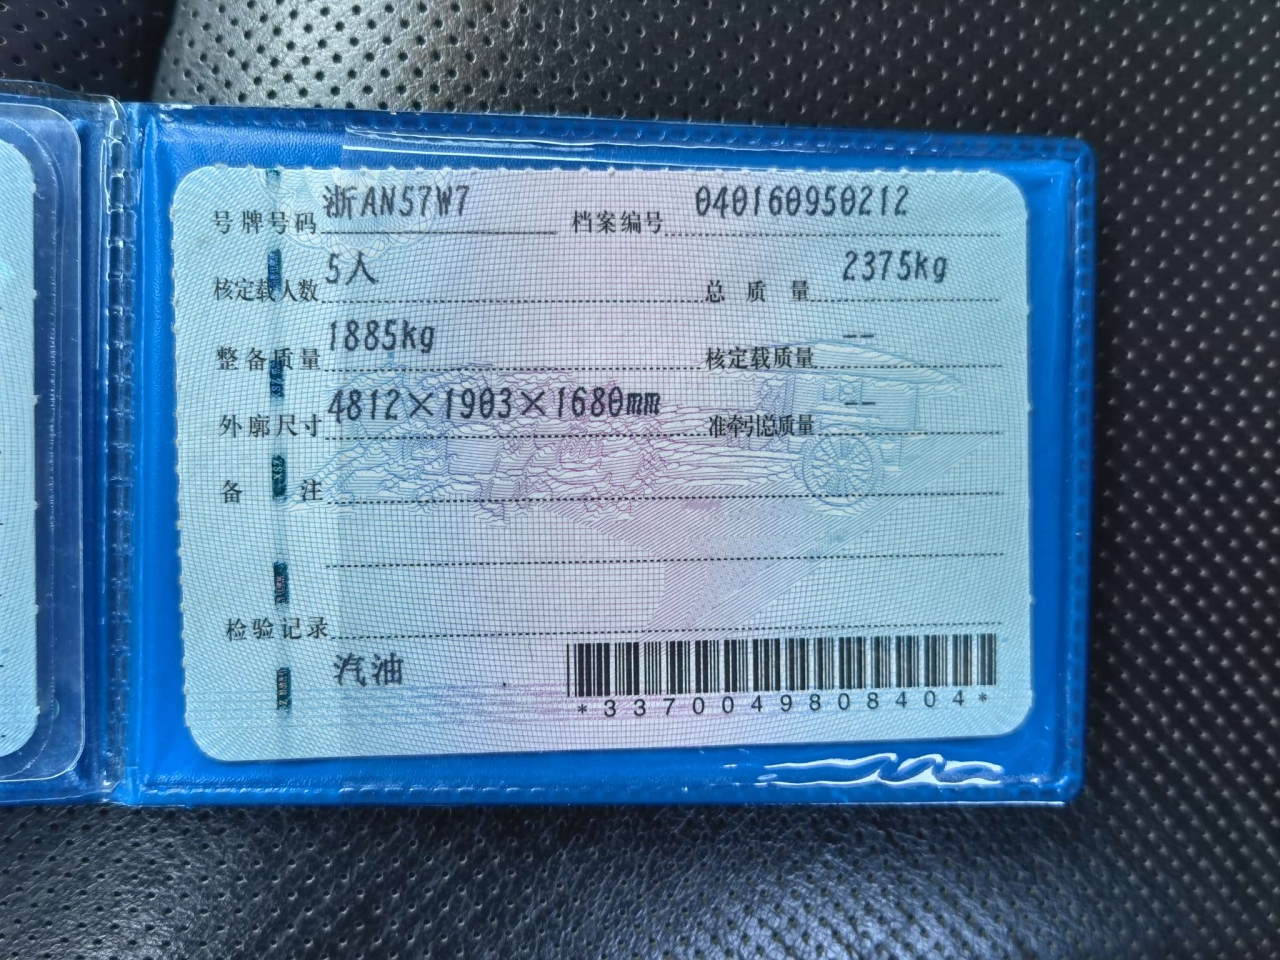 号牌号码 浙AN57W7 档案编号 040160950212
核定载人数 5人 总质量 2375kg
整备质量 1885kg 核定载质量 --
外廓尺寸 4812×1903×1680mm 准牵引总质量 --
备注
检验记录
汽油
*3370049808404*